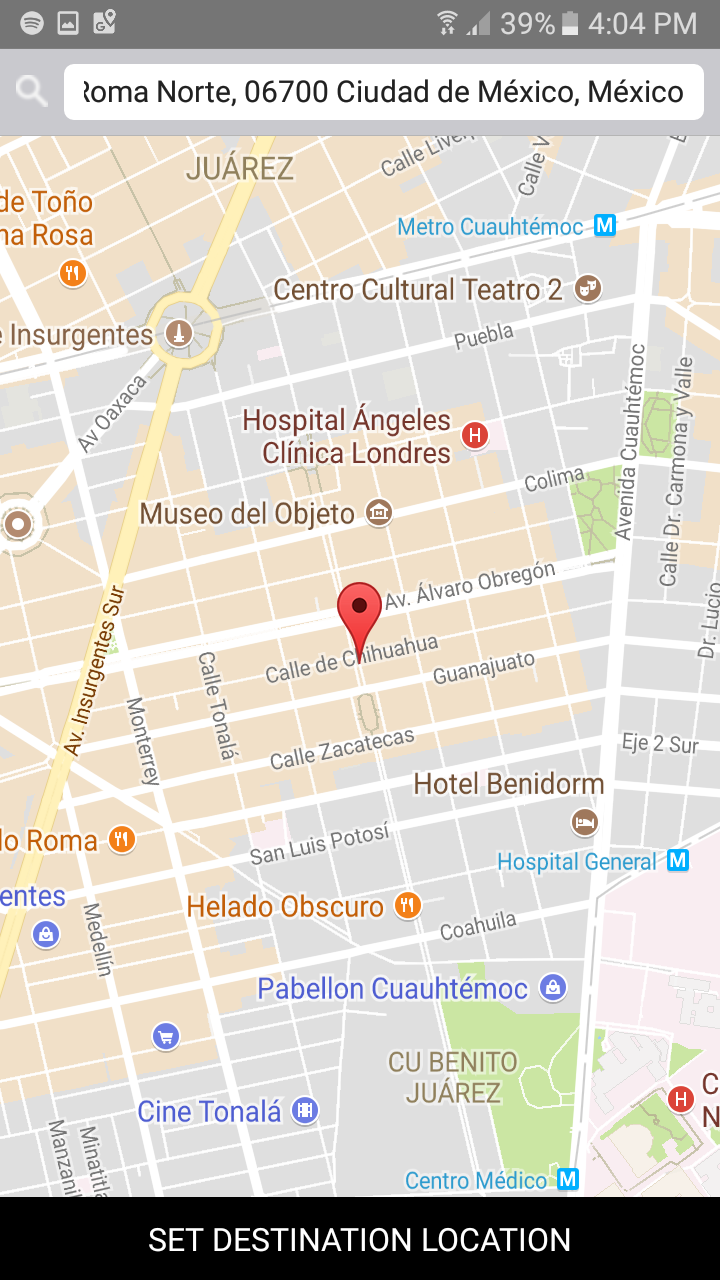 39% 4:04 PM
Roma Norte, 06700 Ciudad de México, México
JUÁREZ
Calle
Calle V
de Toño
na Rosa
Metro Cuauhtémoc M
Centro Cultural Teatro 2
Insurgentes
Puebla
Av Oaxaca
Avenida Cuauhtémoc
Calle Dr. Carmona y Valle
Hospital Ángeles
Clínica Londres
H
Colima
Museo del Objeto
Av. Álvaro Obregón
Av. Insurgentes Sur
Dr. Lucio
Calle de Chihuahua
Guanajuato
Calle Tonalá
Monterrey
Calle Zacatecas
Eje 2 Sur
Hotel Benidorm
lo Roma
San Luis Potosí
Hospital General M
entes
Helado Obscuro
Medellín
Coahuila
Pabellon Cuauhtémoc
CU BENITO
JUÁREZ
H C
N
Cine Tonalá
Manzanil
Minatitla
Centro Médico M
SET DESTINATION LOCATION